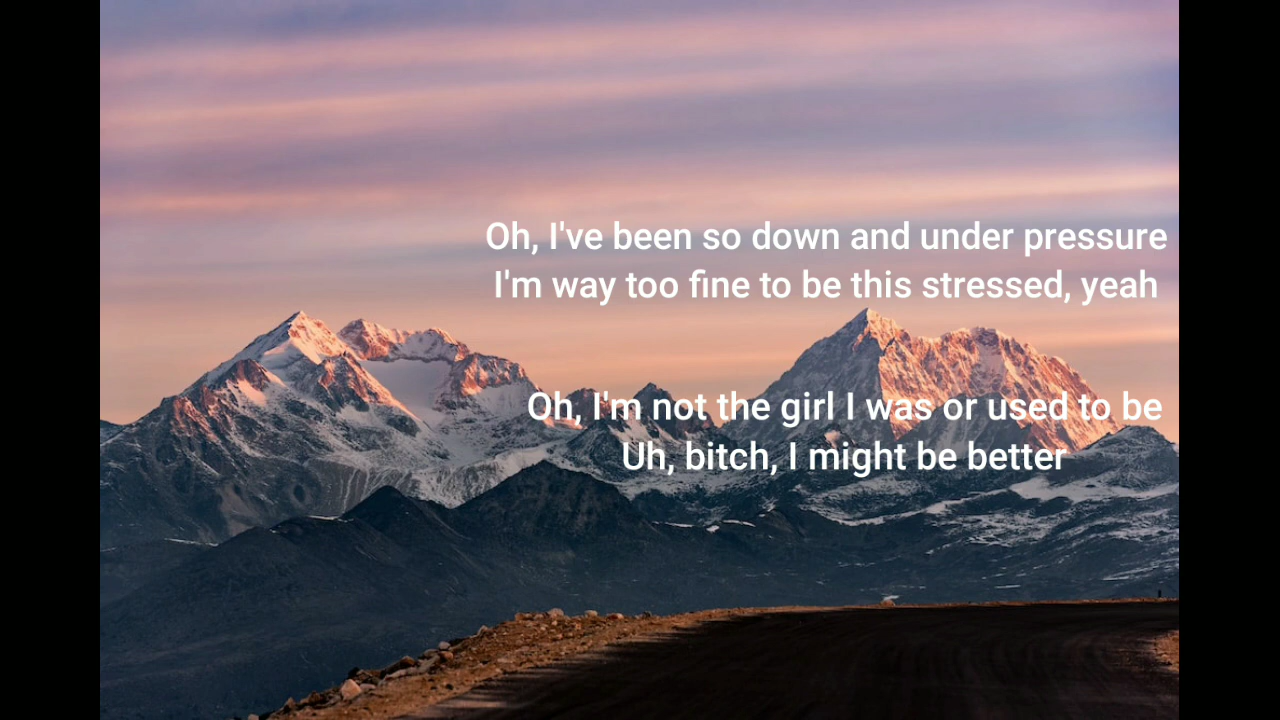 Oh, I've been so down and under pressure
I'm way too fine to be this stressed, yeah
Oh, I'm not the girl I was or used to be
Uh, bitch, I might be better